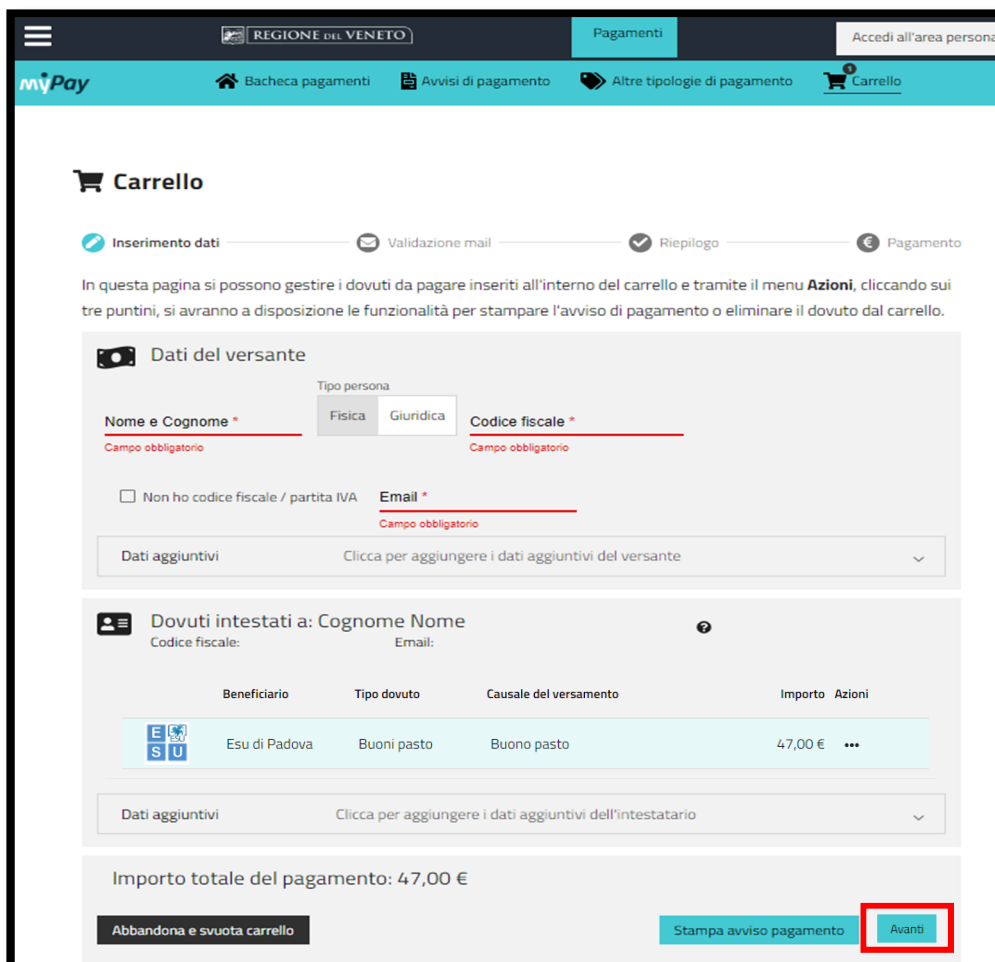 REGIONE DEL VENETO
Pagamenti
Accedi all'area persona
myPay
Bacheca pagamenti
Avvisi di pagamento
Altre tipologie di pagamento
1
Carrello
Carrello
Inserimento dati
Validazione mail
Riepilogo
€ Pagamento
In questa pagina si possono gestire i dovuti da pagare inseriti all'interno del carrello e tramite il menu Azioni, cliccando sui
tre puntini, si avranno a disposizione le funzionalità per stampare l'avviso di pagamento o eliminare il dovuto dal carrello.
Dati del versante
Tipo persona
Nome e Cognome *
Fisica Giuridica
Codice fiscale *
Campo obbligatorio
Campo obbligatorio
Non ho codice fiscale / partita IVA
Email *
Campo obbligatorio
Dati aggiuntivi
Clicca per aggiungere i dati aggiuntivi del versante
Dovuti intestati a: Cognome Nome
?
Codice fiscale:
Email:
Beneficiario Tipo dovuto Causale del versamento Importo Azioni
E
S U
Esu di Padova Buoni pasto Buono pasto 47,00 € •••
Dati aggiuntivi
Clicca per aggiungere i dati aggiuntivi dell'intestatario
Importo totale del pagamento: 47,00 €
Abbandona e svuota carrello
Stampa avviso pagamento
Avanti